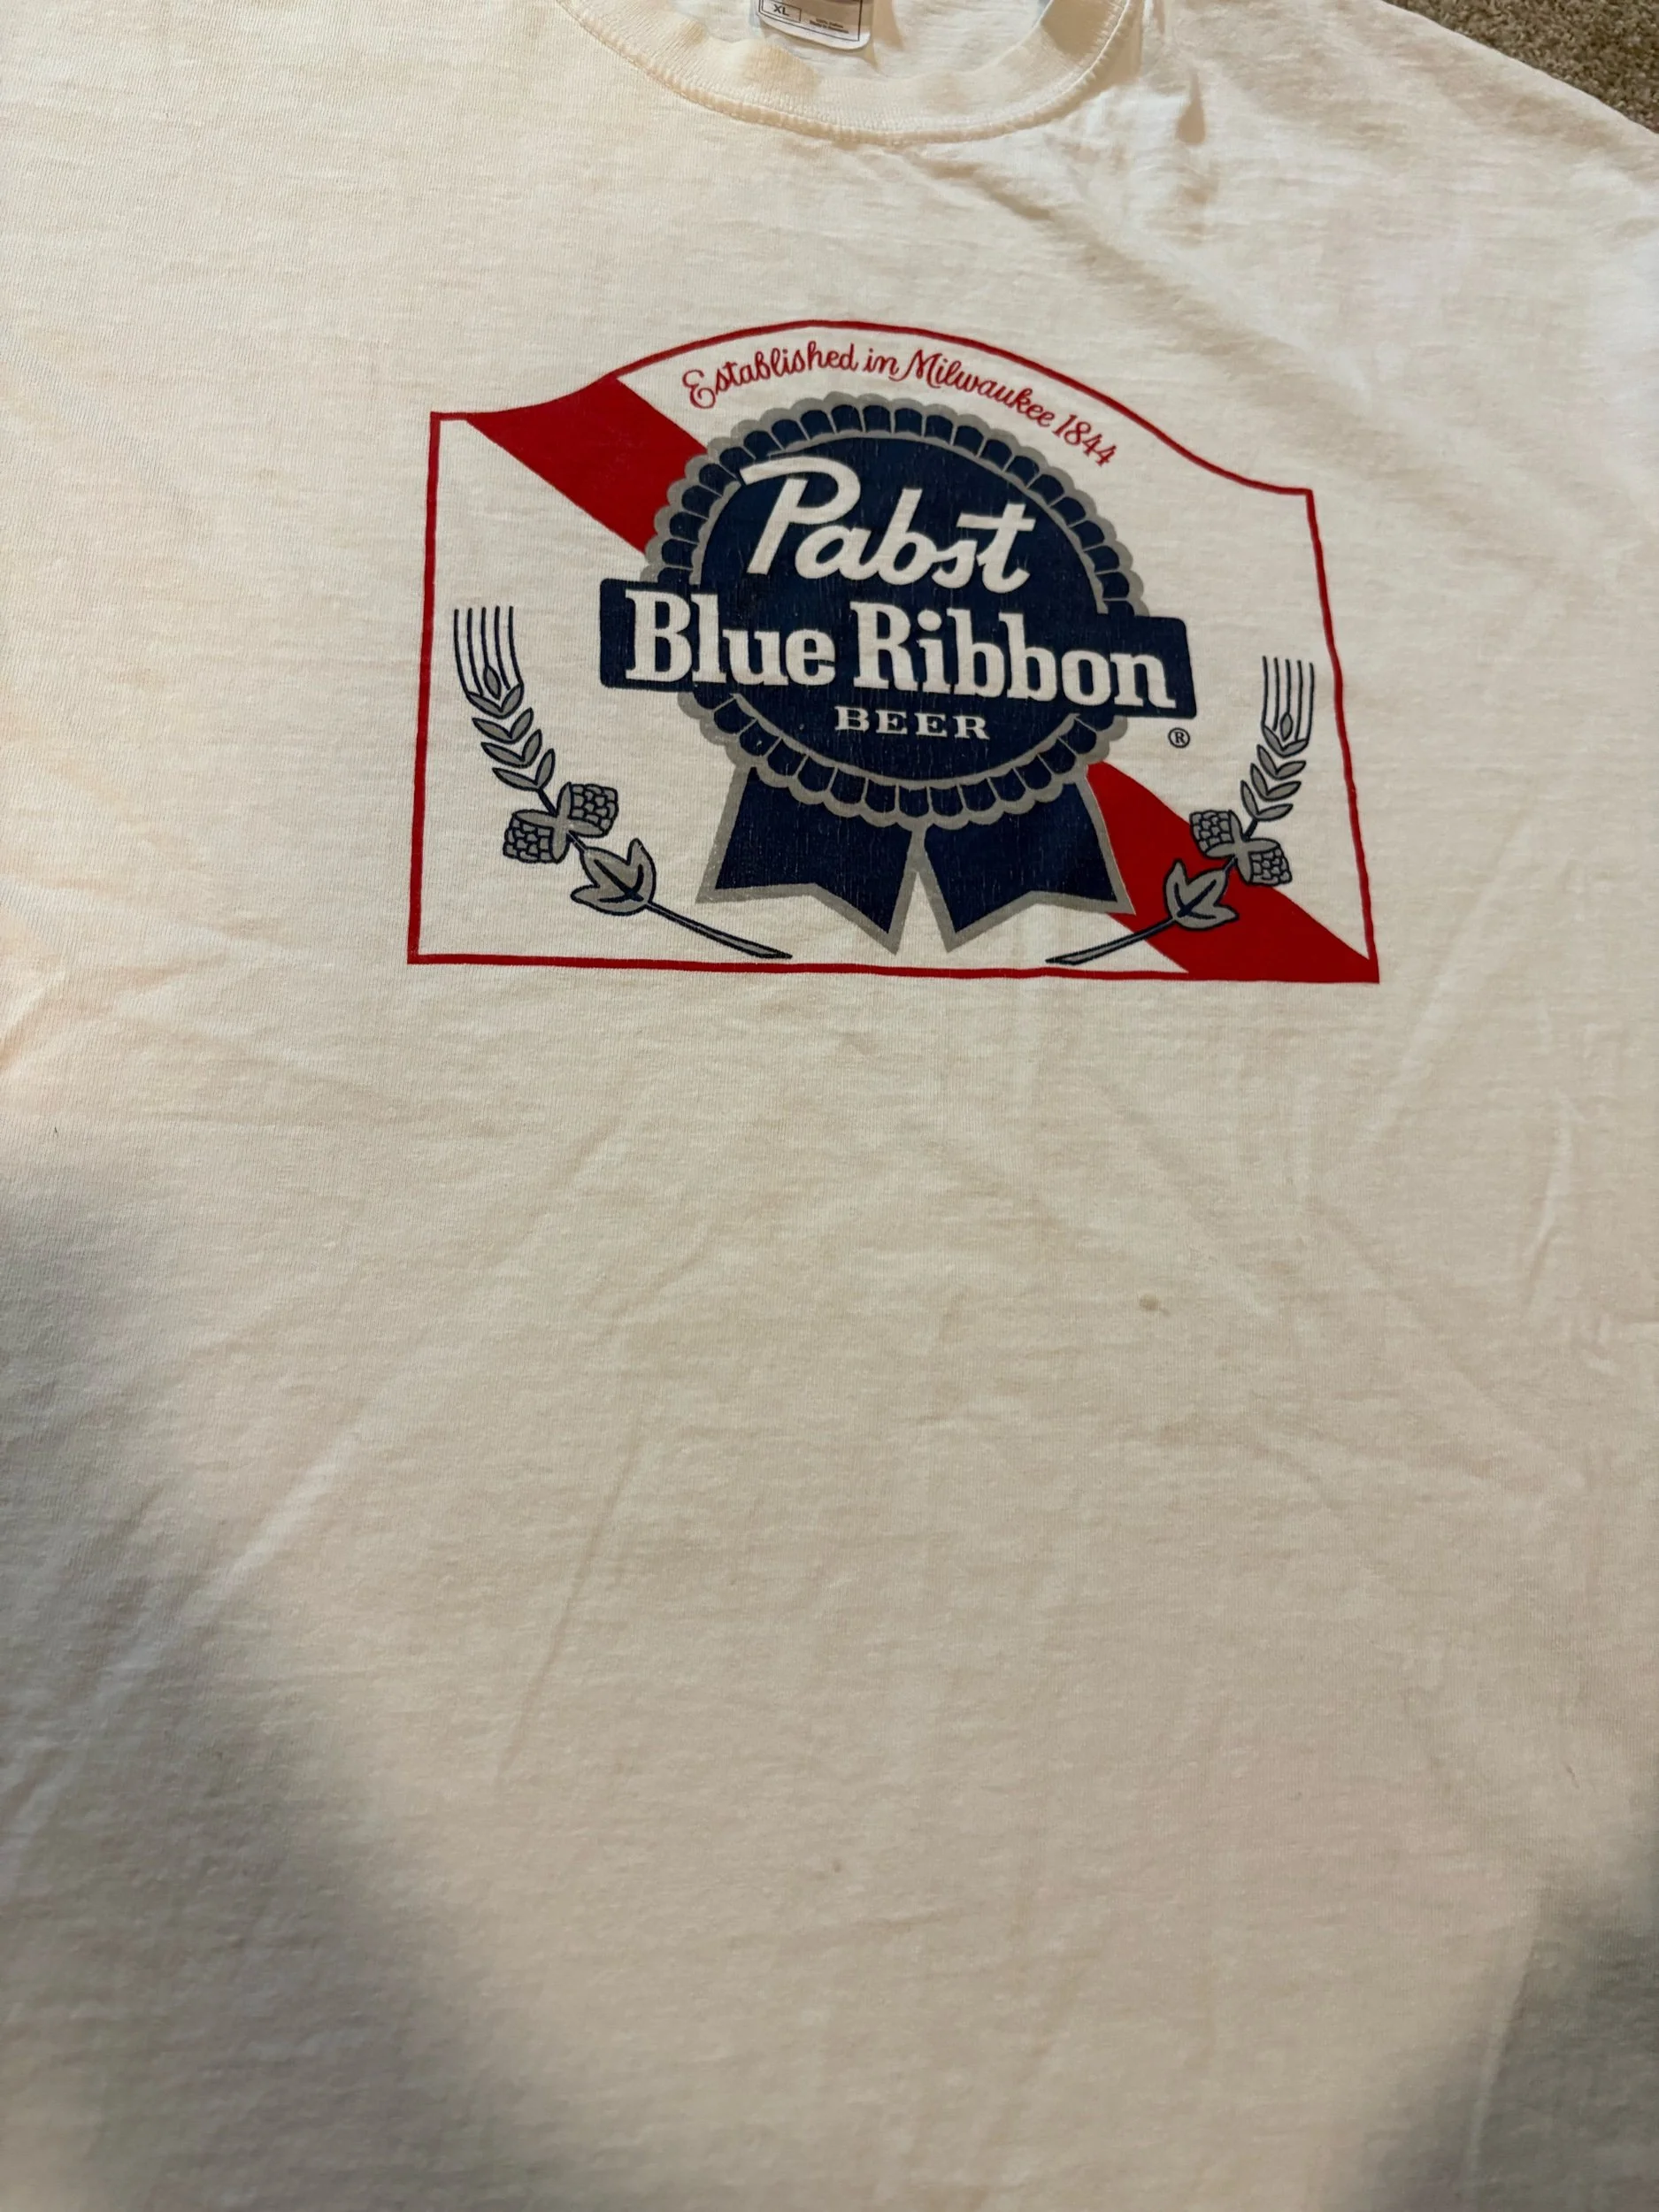 XL
Established in Milwaukee 1844
Pabst
Blue Ribbon
BEER
®